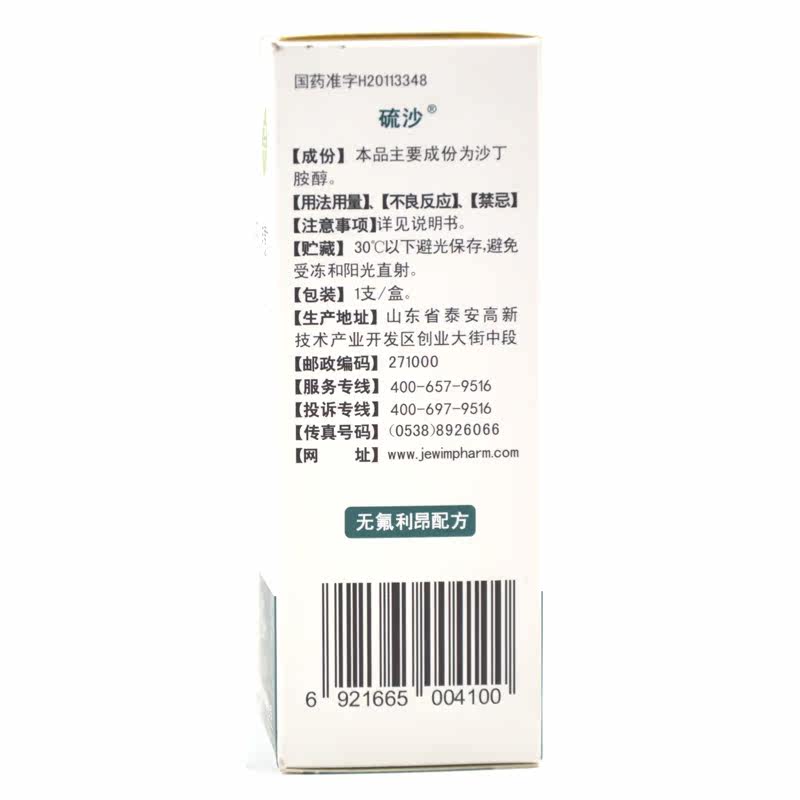 国药准字H20113348
硫沙®
【成份】本品主要成份为沙丁
胺醇。
【用法用量】、【不良反应】、【禁忌】
【注意事项】详见说明书。
【贮藏】30℃以下避光保存,避免
受冻和阳光直射。
【包装】1支/盒。
【生产地址】山东省泰安高新
技术产业开发区创业大街中段
【邮政编码】271000
【服务专线】400-657-9516
【投诉专线】400-697-9516
【传真号码】(0538)8926066
【网 址】www.jewimpharm.com
无氟利昂配方
6 921665 004100